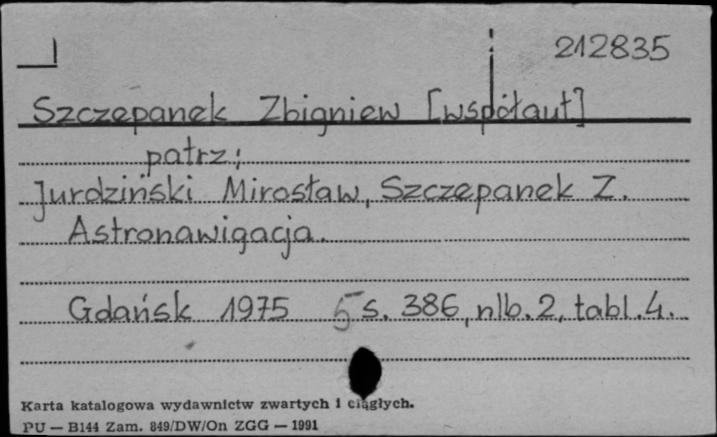 212835
Szczepanek Zbigniew [współaut]
patrz:
Jurdziński Mirosław, Szczepanek Z.
Astronawigacja.
Gdańsk 1975 5 s. 386, nlb. 2, tabl. 4.
Karta katalogowa wydawnictw zwartych i ciągłych.
PU — B144 Zam. 849/DW/On ZGG — 1991